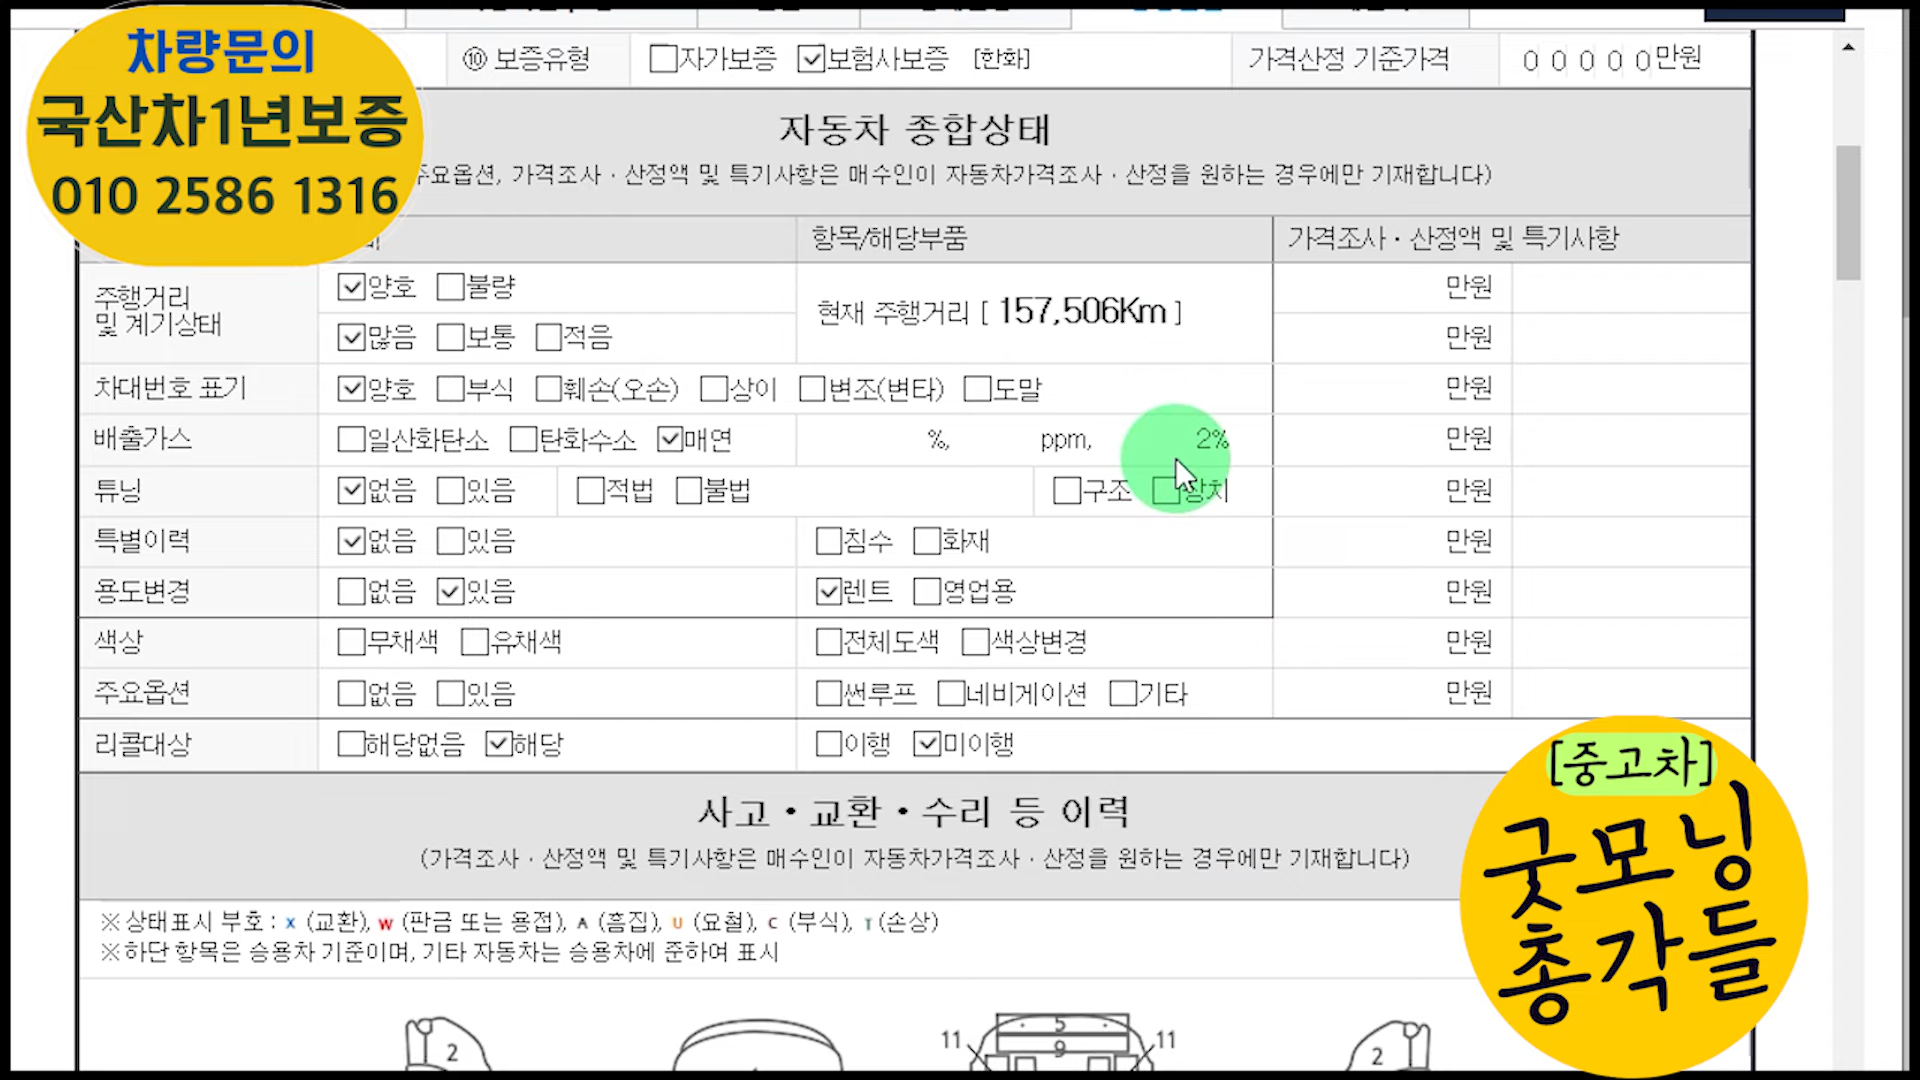 차량문의
국산차1년보증
010 2586 1316
⑩ 보증유형 자가보증 보험사보증 [한화] 가격산정 기준가격 0 0 0 0 0만원
자동차 종합상태
주요옵션, 가격조사 · 산정액 및 특기사항은 매수인이 자동차가격조사 · 산정을 원하는 경우에만 기재합니다)
항목/해당부품 가격조사 · 산정액 및 특기사항
주행거리
및 계기상태
양호 불량 현재 주행거리 [ 157,506Km ] 만원
많음 보통 적음 만원
차대번호 표기 양호 부식 훼손(오손) 상이 변조(변타) 도말 만원
배출가스 일산화탄소 탄화수소 매연 %, ppm, 2% 만원
튜닝 없음 있음 적법 불법 구조 장치 만원
특별이력 없음 있음 침수 화재 만원
용도변경 없음 있음 렌트 영업용 만원
색상 무채색 유채색 전체도색 색상변경 만원
주요옵션 없음 있음 썬루프 네비게이션 기타 만원
리콜대상 해당없음 해당 이행 미이행
사고 · 교환 · 수리 등 이력
(가격조사 · 산정액 및 특기사항은 매수인이 자동차가격조사 · 산정을 원하는 경우에만 기재합니다)
※ 상태표시 부호 : X (교환), W (판금 또는 용접), A (흠집), U (요철), C (부식), T (손상)
※ 하단 항목은 승용차 기준이며, 기타 자동차는 승용차에 준하여 표시
2 11 5 9 11 2
[중고차]
굿모닝
총각들